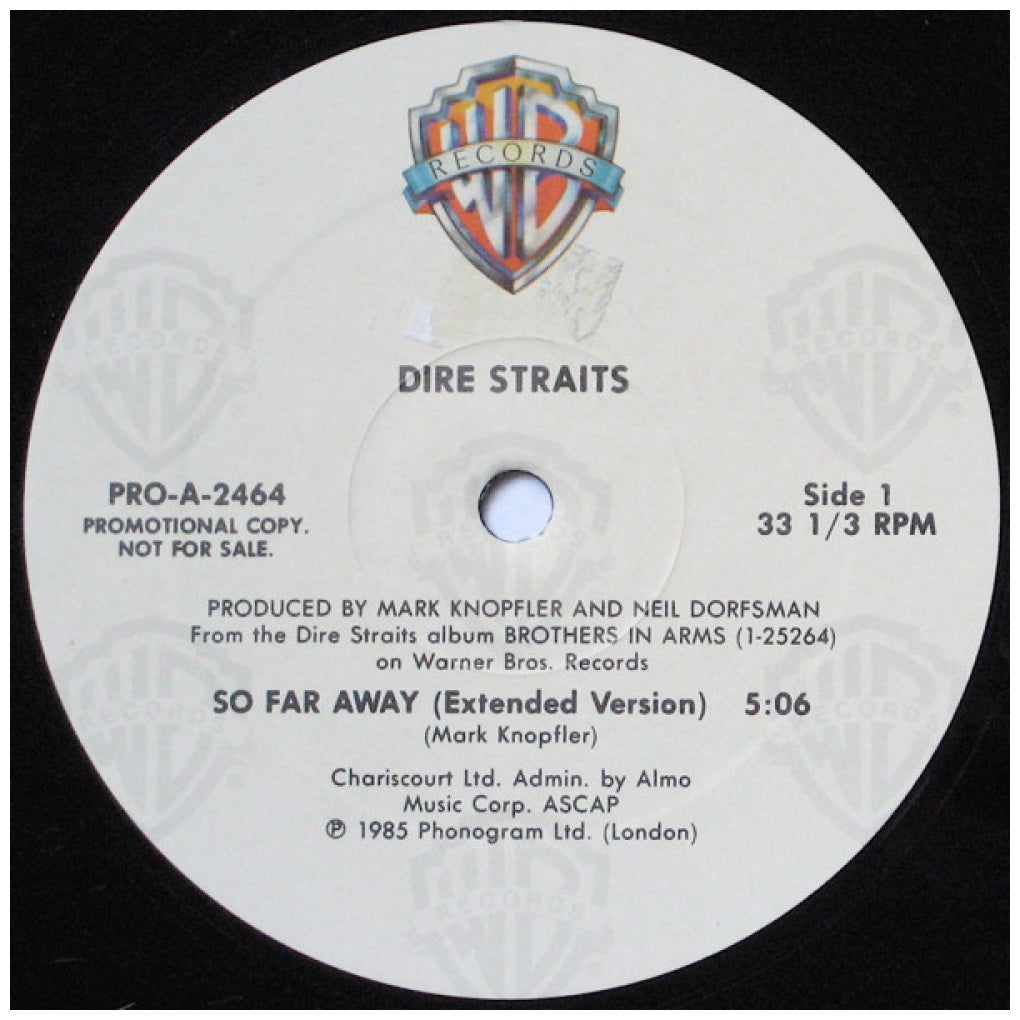 WB
RECORDS
DIRE STRAITS
PRO-A-2464
PROMOTIONAL COPY.
NOT FOR SALE.
Side 1
33 1/3 RPM
PRODUCED BY MARK KNOPFLER AND NEIL DORFSMAN
From the Dire Straits album BROTHERS IN ARMS (1-25264)
on Warner Bros. Records
SO FAR AWAY (Extended Version) 5:06
(Mark Knopfler)
Chariscourt Ltd. Admin. by Almo
Music Corp. ASCAP
℗ 1985 Phonogram Ltd. (London)